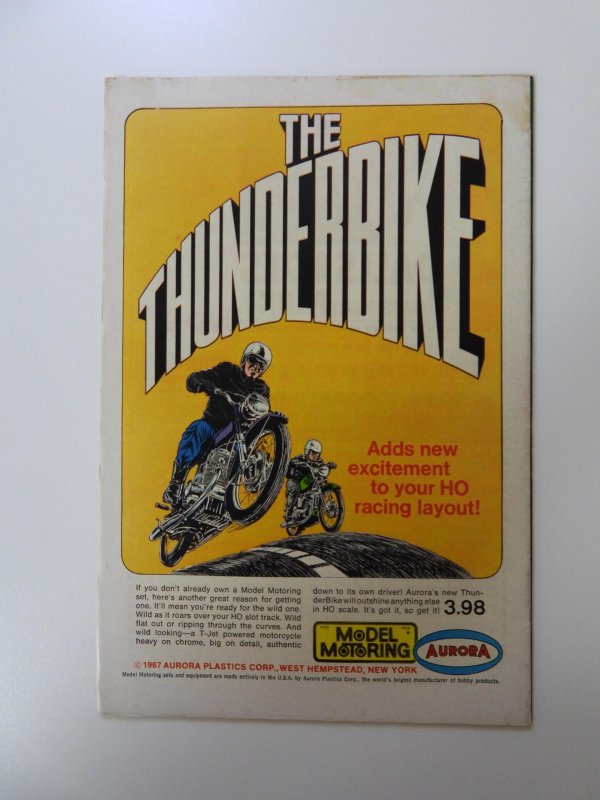 THE
THUNDERBIKE
Adds new
excitement
to your HO
racing layout!
If you don't already own a Model Motoring
set, here's another great reason for getting
one. It'll mean you're ready for the wild one.
Wild as it roars over your HO slot track. Wild
flat out or ripping through the curves. And
wild looking—a T-Jet powered motorcycle
heavy on chrome, big on detail, authentic
down to its own driver! Aurora's new Thun-
derBike will outshine anything else
in HO scale. It's got it, so get it! 3.98
MODEL
MOTORING
AURORA
© 1967 AURORA PLASTICS CORP., WEST HEMPSTEAD, NEW YORK
Model Motoring sets and equipment are made entirely in the U.S.A. by Aurora Plastics Corp., the world's largest manufacturer of hobby products.